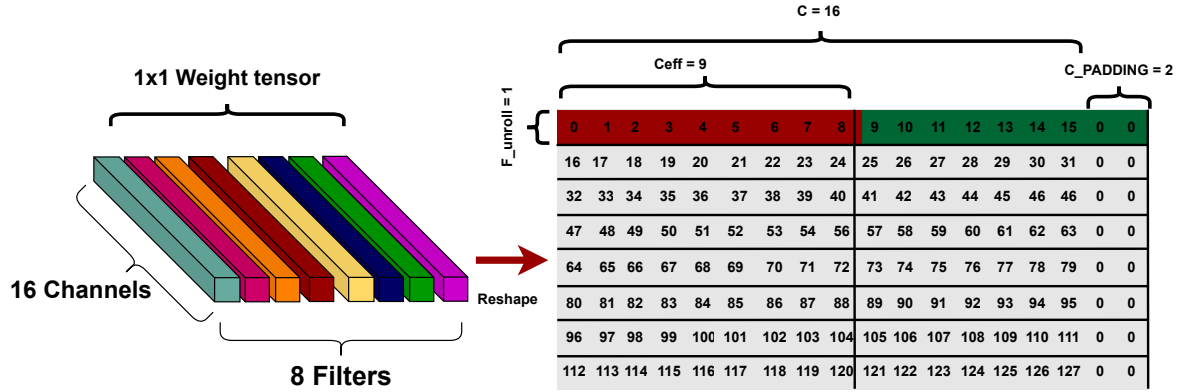 C = 16
1x1 Weight tensor
Ceff = 9
C_PADDING = 2
F_unroll = 1
0 1 2 3 4 5 6 7 8 9 10 11 12 13 14 15 0 0
16 17 18 19 20 21 22 23 24 25 26 27 28 29 30 31 0 0
32 33 34 35 36 37 38 39 40 41 42 43 44 45 46 46 0 0
47 48 49 50 51 52 53 54 56 57 58 59 60 61 62 63 0 0
64 65 66 67 68 69 70 71 72 73 74 75 76 77 78 79 0 0
80 81 82 83 84 85 86 87 88 89 90 91 92 93 94 95 0 0
96 97 98 99 100 101 102 103 104 105 106 107 108 109 110 111 0 0
112 113 114 115 116 117 118 119 120 121 122 123 124 125 126 127 0 0
16 Channels
Reshape
8 Filters